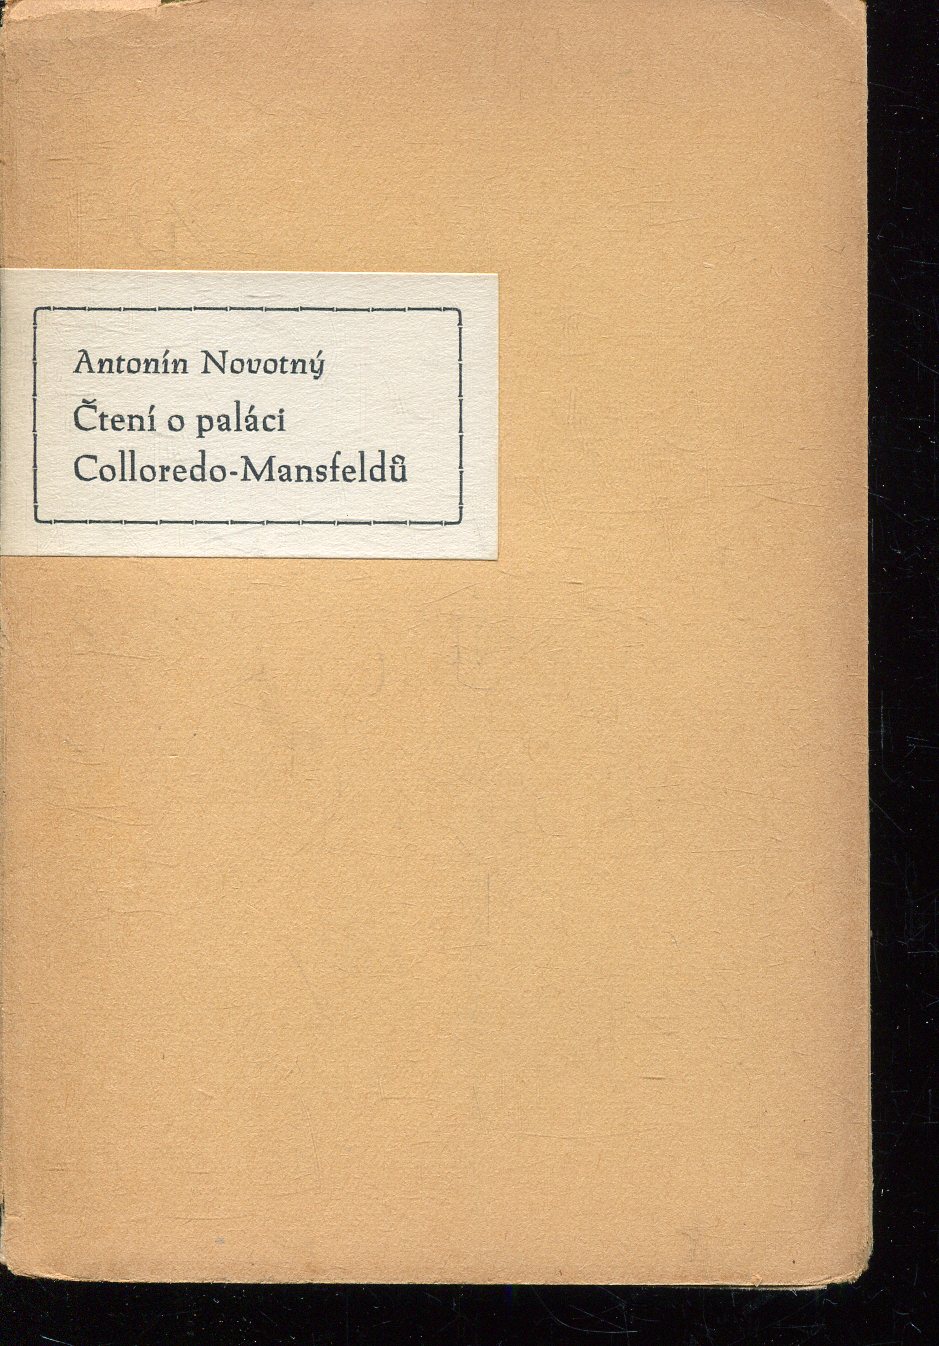 Antonín Novotný
Čtení o paláci
Colloredo-Mansfeldů